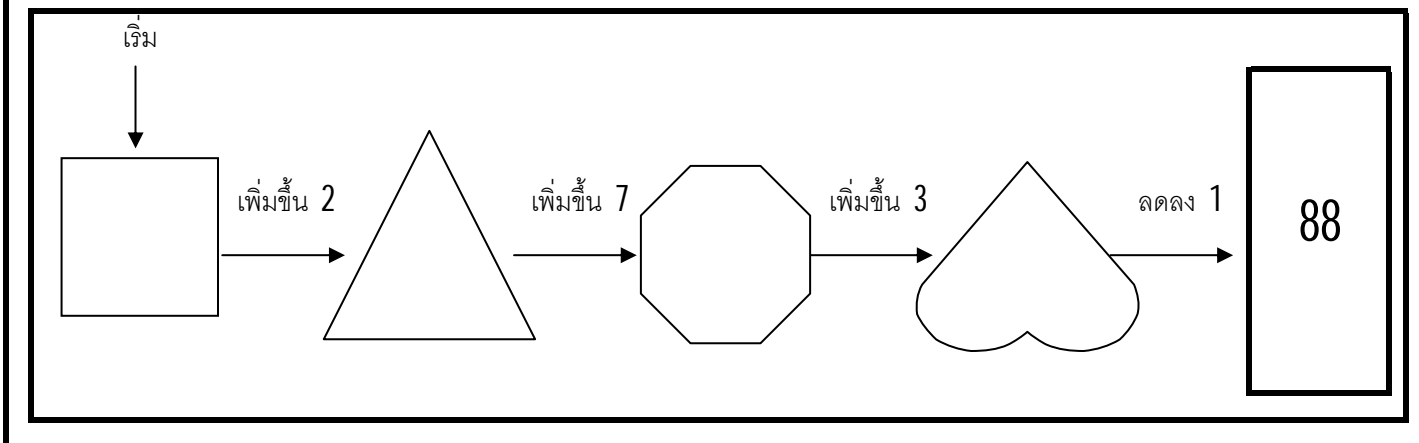 เริ่ม
เพิ่มขึ้น 2
เพิ่มขึ้น 7
เพิ่มขึ้น 3
ลดลง 1
88